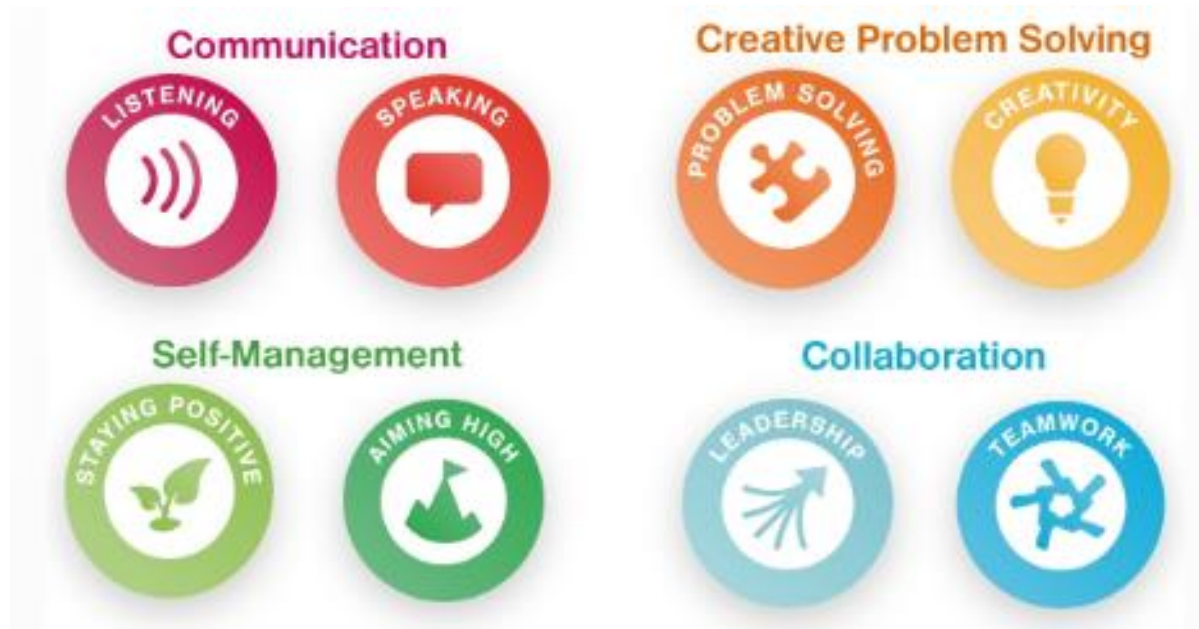 Communication
LISTENING
SPEAKING
Creative Problem Solving
PROBLEM SOLVING
CREATIVITY
Self-Management
STAYING POSITIVE
AIMING HIGH
Collaboration
LEADERSHIP
TEAMWORK